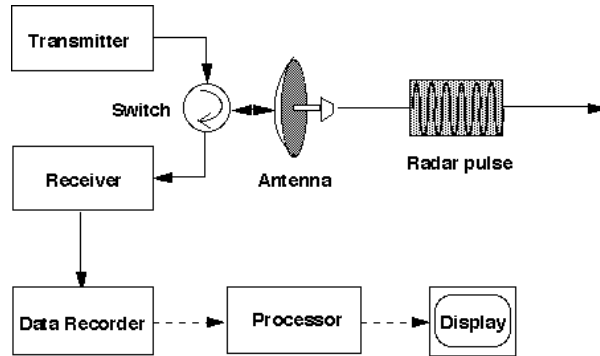 Transmitter
Switch
Receiver
Antenna
Radar pulse
Data Recorder
Processor
Display